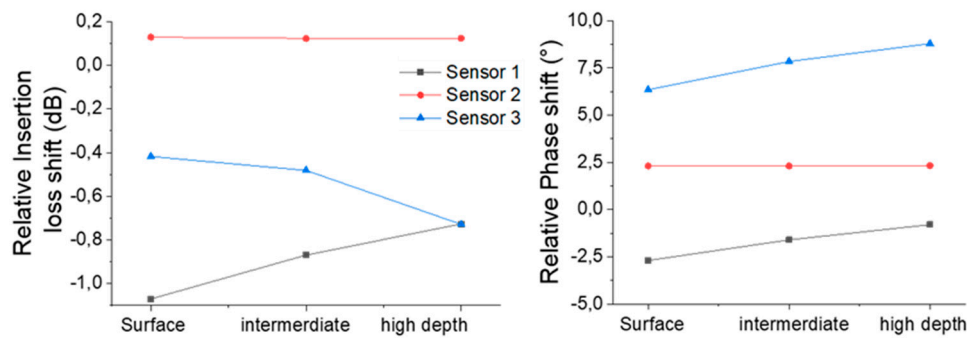 Relative Insertion
loss shift (dB)
0,2
0,0
-0,2
-0,4
-0,6
-0,8
-1,0
Surface
intermerdiate
high depth
Sensor 1
Sensor 2
Sensor 3
Relative Phase shift (°)
10,0
7,5
5,0
2,5
0,0
-2,5
-5,0
Surface
intermerdiate
high depth